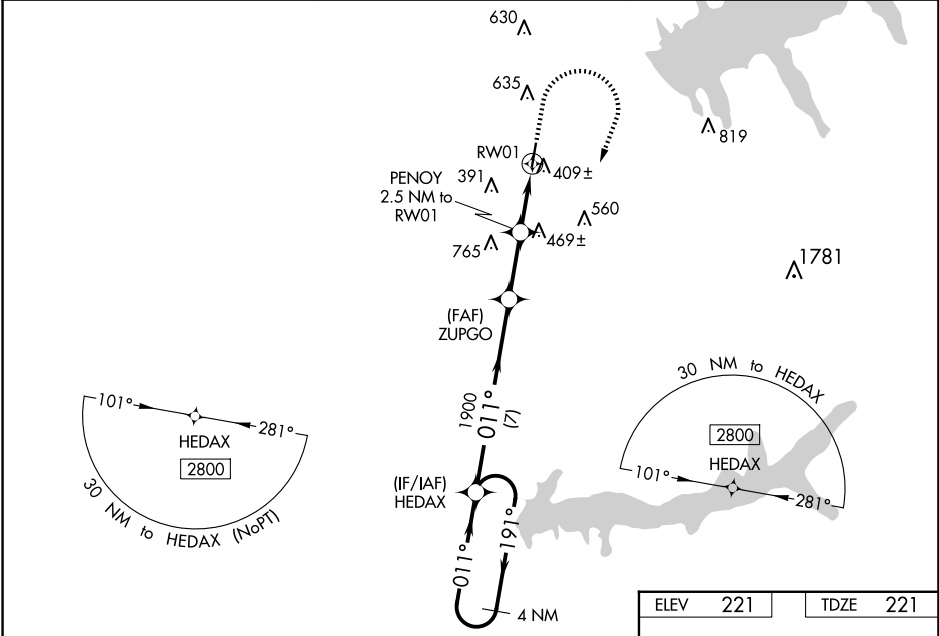 630
635
819
RW01
409±
PENOY
2.5 NM to
RW01
391
560
765
469±
1781
(FAF)
ZUPGO
30 NM to HEDAX
101°
281°
HEDAX
2800
30 NM to HEDAX (NoPT)
1900
011°
(7)
2800
HEDAX
101°
281°
(IF/IAF)
HEDAX
011°
191°
4 NM
ELEV 221
TDZE 221